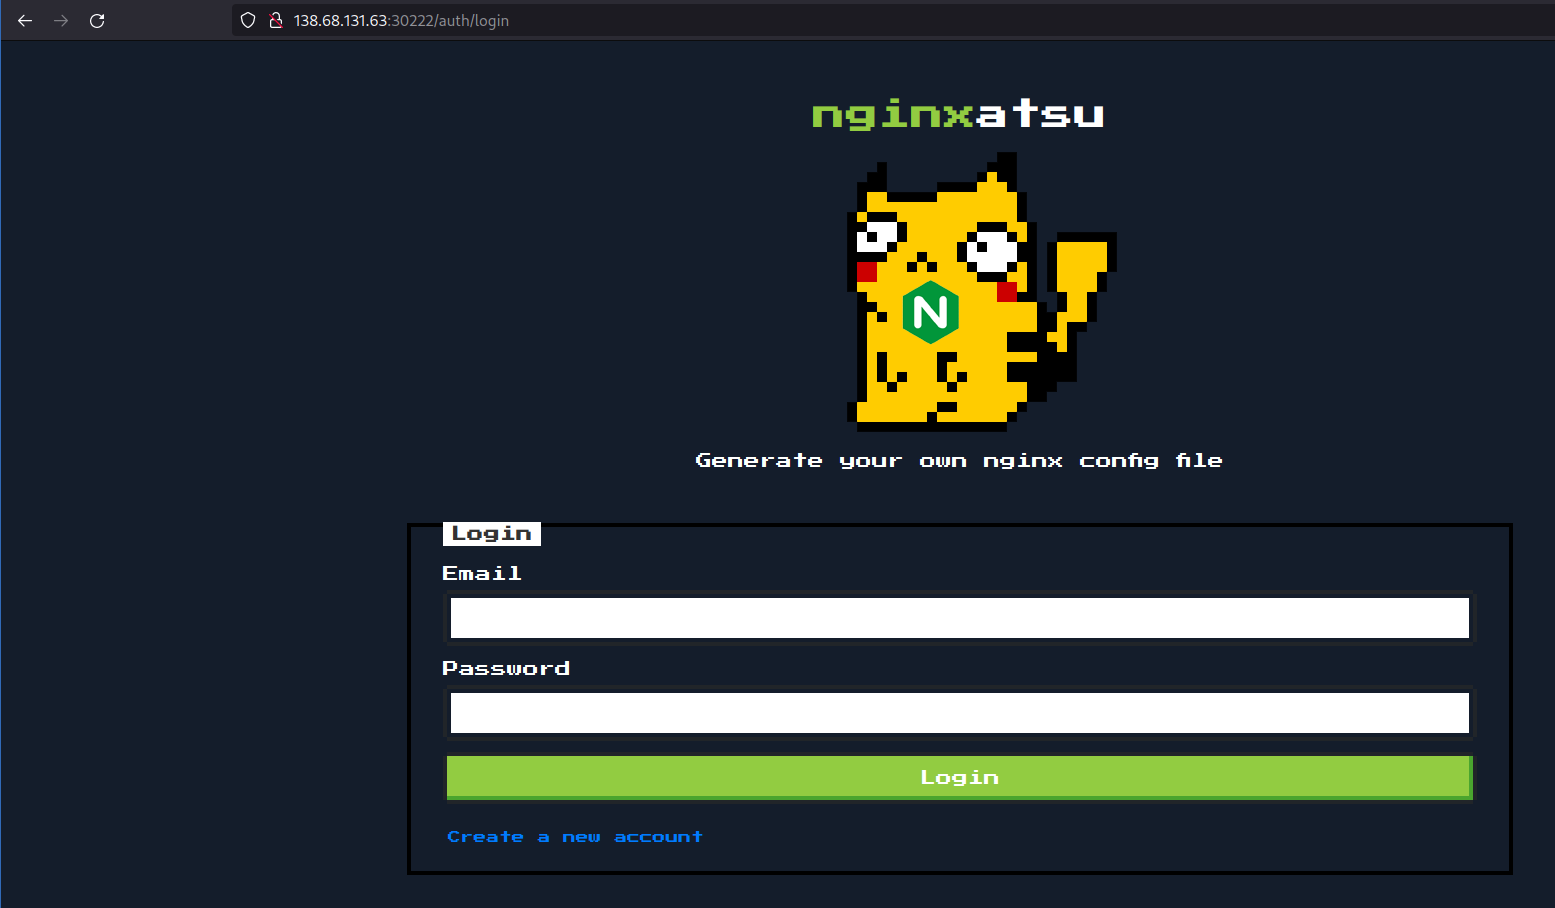 138.68.131.63:30222/auth/login
nginxatsu
N
Generate your own nginx config file
Login
Email
Password
Login
Create a new account